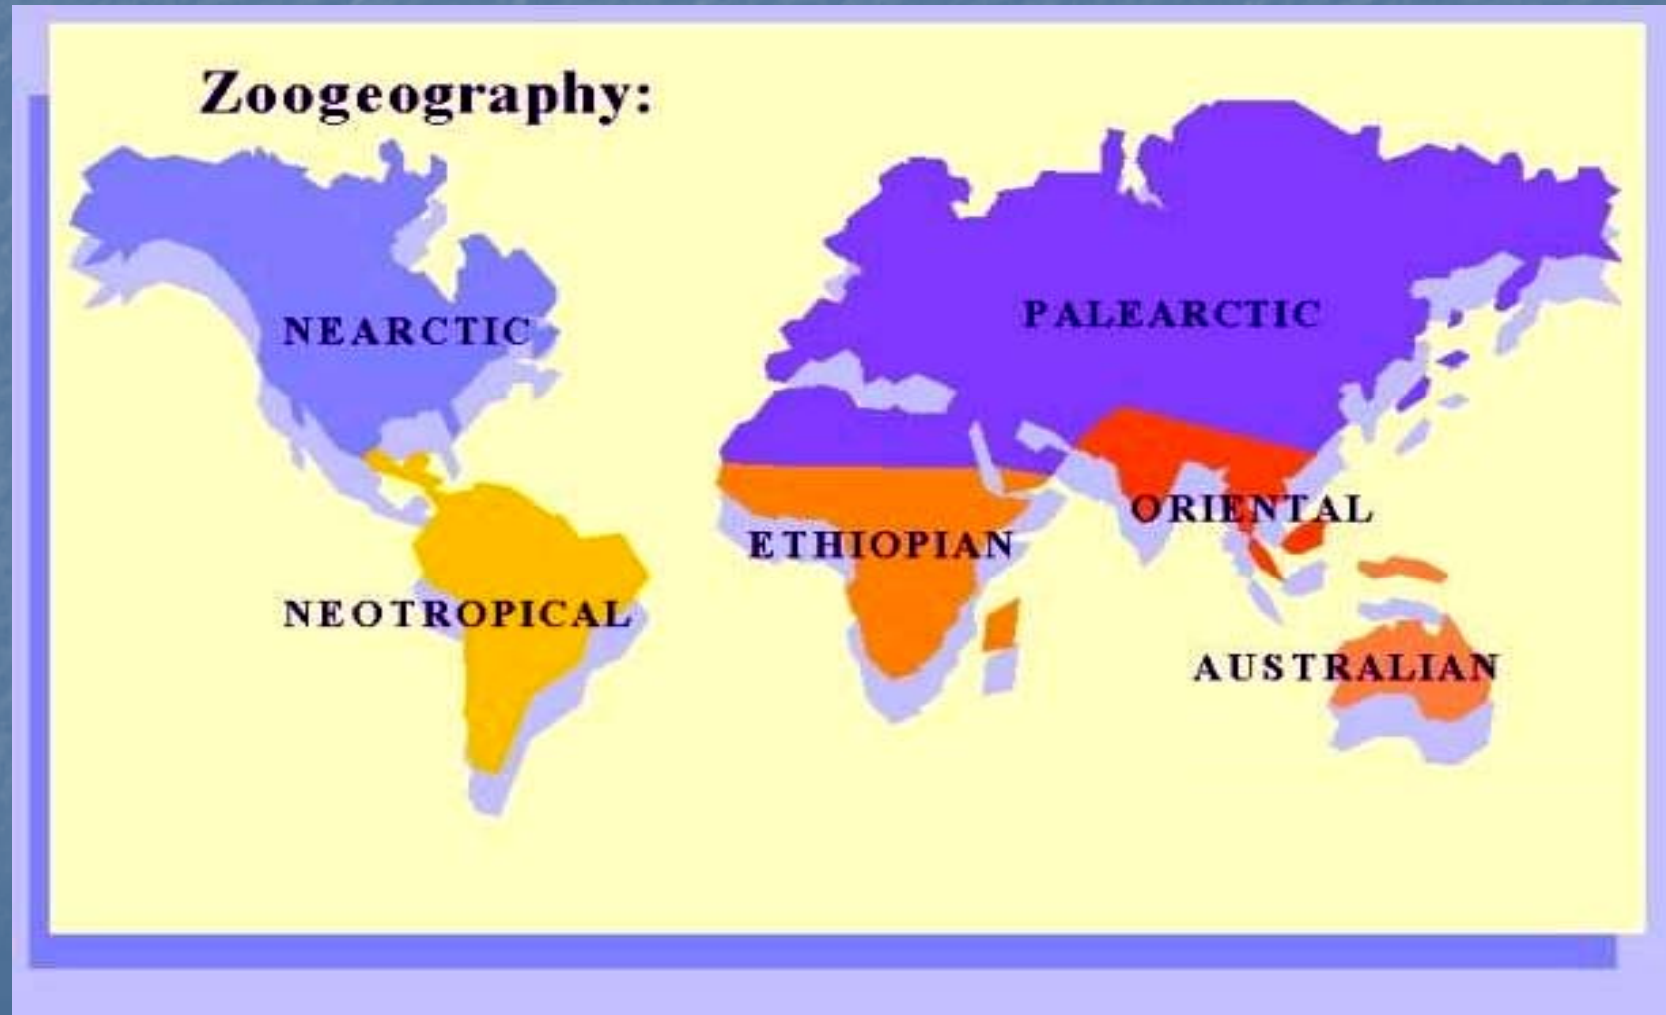 Zoogeography:
NEARCTIC
PALEARCTIC
ORIENTAL
ETHIOPIAN
NEOTROPICAL
AUSTRALIAN